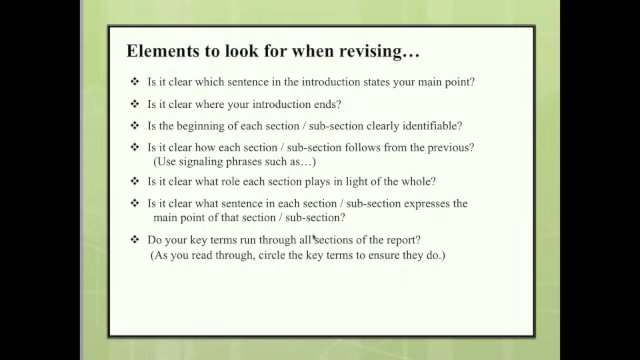 Elements to look for when revising…
❖ Is it clear which sentence in the introduction states your main point?
❖ Is it clear where your introduction ends?
❖ Is the beginning of each section / sub-section clearly identifiable?
❖ Is it clear how each section / sub-section follows from the previous?
(Use signaling phrases such as…)
❖ Is it clear what role each section plays in light of the whole?
❖ Is it clear what sentence in each section / sub-section expresses the
main point of that section / sub-section?
❖ Do your key terms run through all sections of the report?
(As you read through, circle the key terms to ensure they do.)